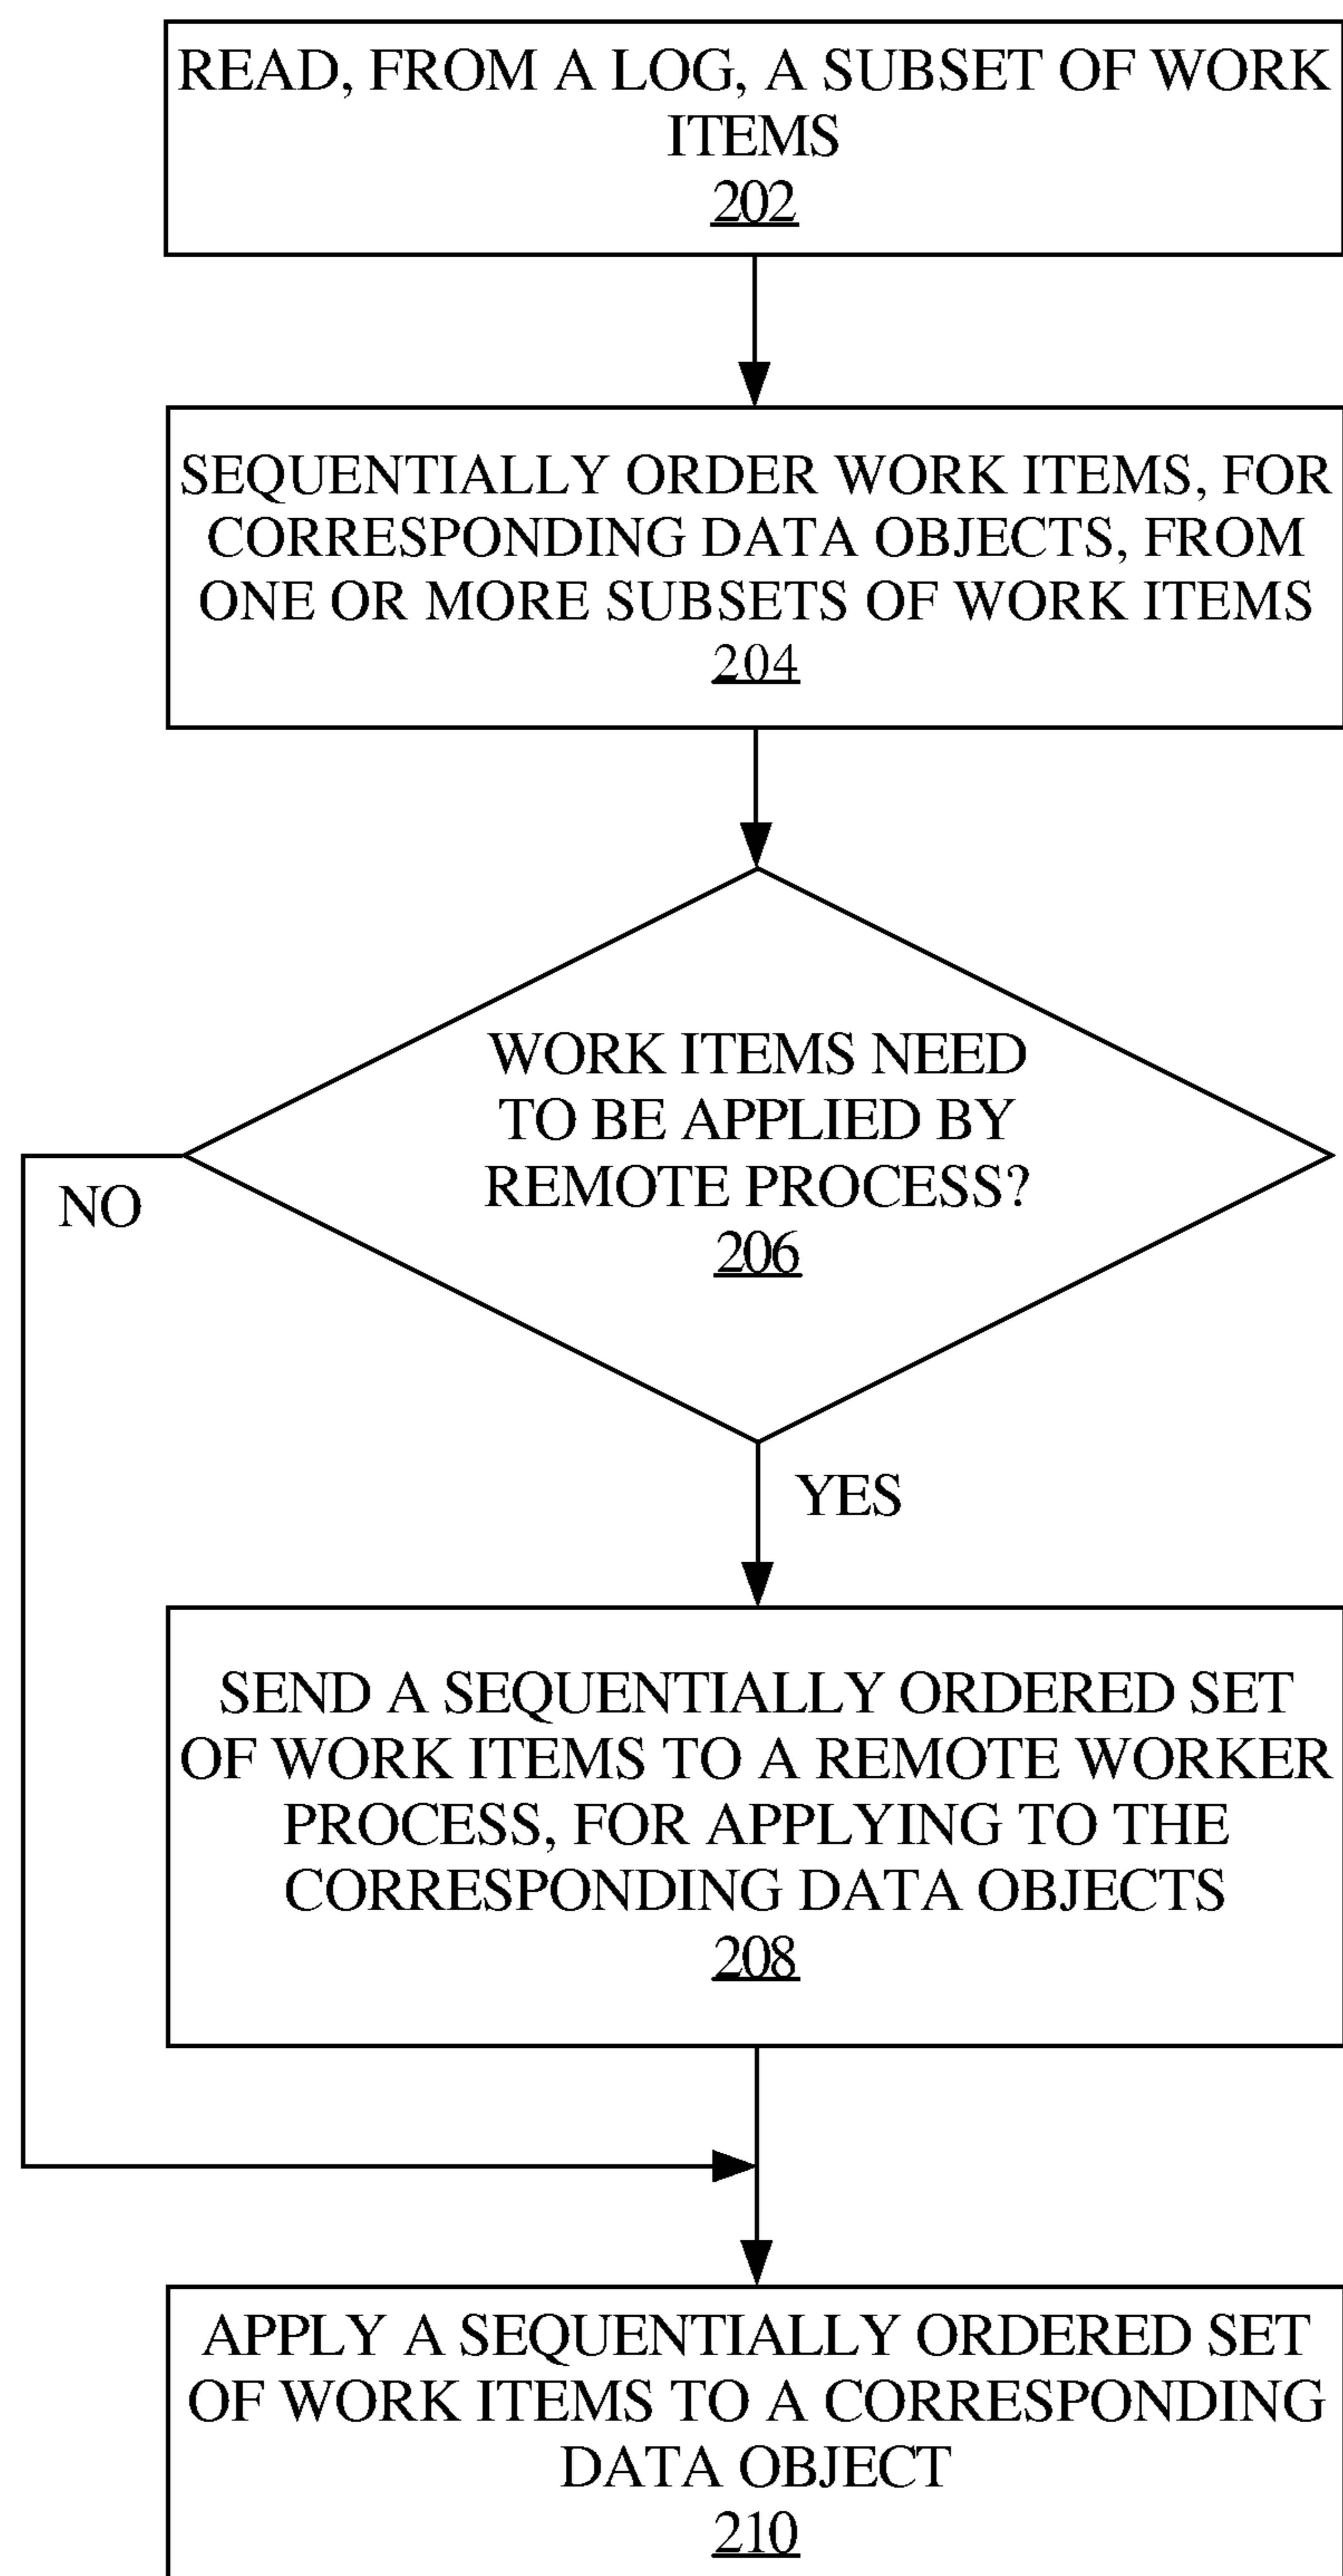 READ, FROM A LOG, A SUBSET OF WORK
ITEMS
202
SEQUENTIALLY ORDER WORK ITEMS, FOR
CORRESPONDING DATA OBJECTS, FROM
ONE OR MORE SUBSETS OF WORK ITEMS
204
WORK ITEMS NEED
TO BE APPLIED BY
REMOTE PROCESS?
206
NO
YES
SEND A SEQUENTIALLY ORDERED SET
OF WORK ITEMS TO A REMOTE WORKER
PROCESS, FOR APPLYING TO THE
CORRESPONDING DATA OBJECTS
208
APPLY A SEQUENTIALLY ORDERED SET
OF WORK ITEMS TO A CORRESPONDING
DATA OBJECT
210